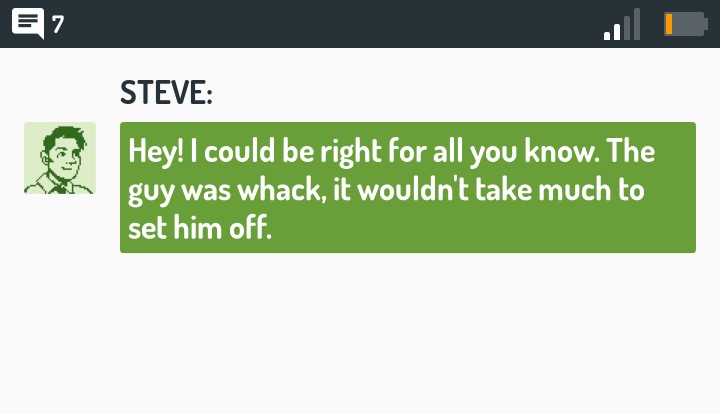 7
STEVE:
Hey! I could be right for all you know. The
guy was whack, it wouldn't take much to
set him off.